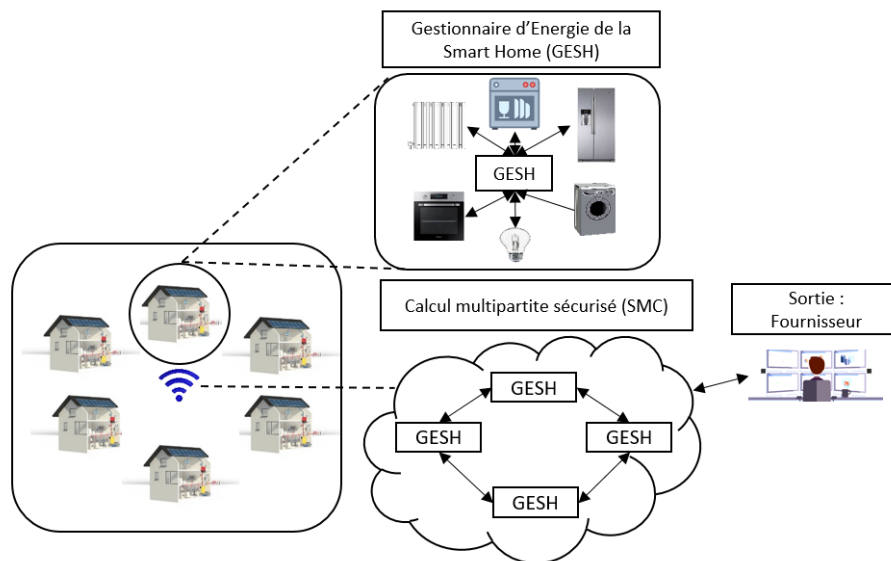 Gestionnaire d'Energie de la
Smart Home (GESH)
GESH
Calcul multipartite sécurisé (SMC)
Sortie :
Fournisseur
GESH
GESH
GESH
GESH